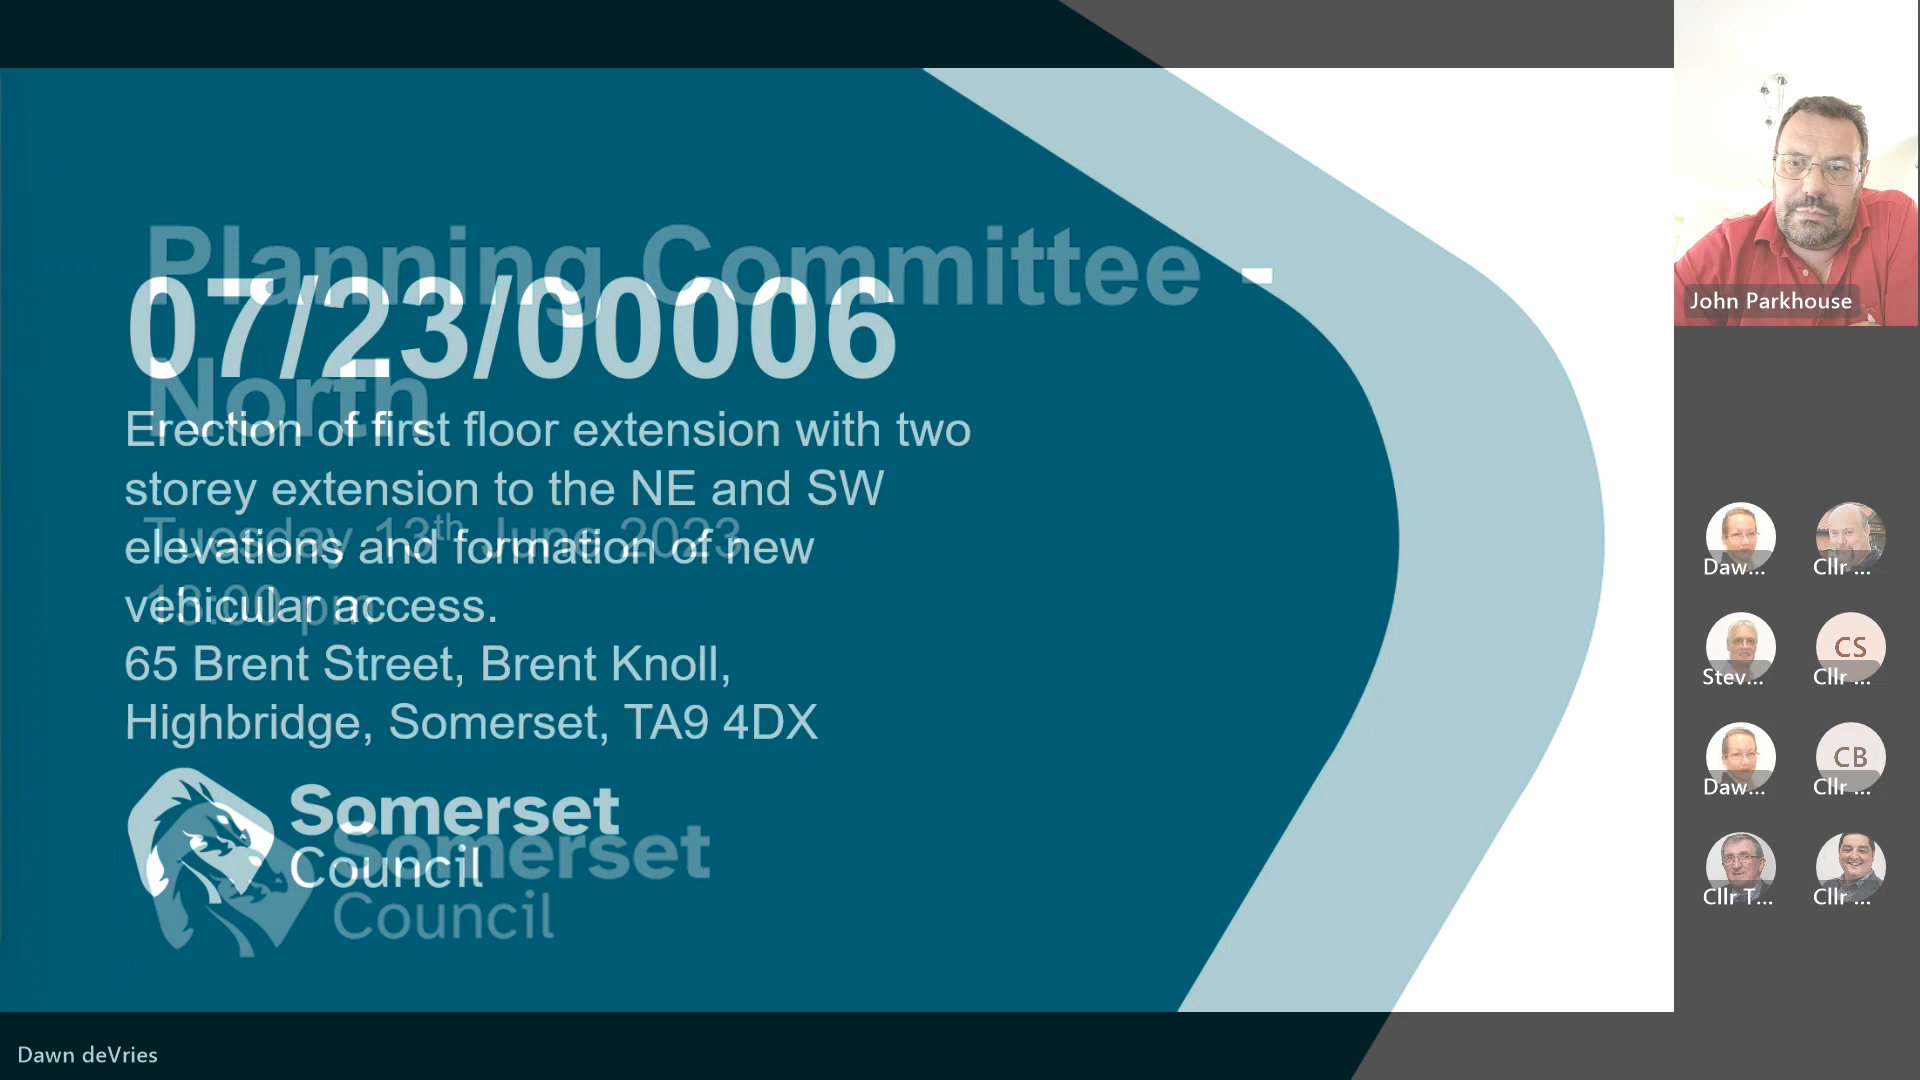 Planning Committee -
North
Tuesday 13th June 2023
07/23/00006
Erection of first floor extension with two
storey extension to the NE and SW
elevations and formation of new
vehicular access.
65 Brent Street, Brent Knoll,
Highbridge, Somerset, TA9 4DX
Somerset
Council
Somerset
Council
Dawn deVries
John Parkhouse
Daw...
Cllr ...
Stev...
CS
Cllr ...
Daw...
CB
Cllr ...
Cllr T...
Cllr ...